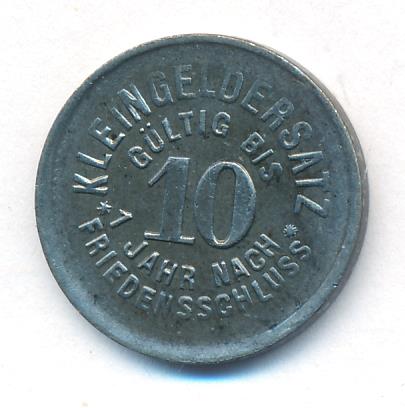 KLEINGELDERSATZ
GÜLTIG BIS
10
* 1 JAHR NACH *
FRIEDENSSCHLUSS